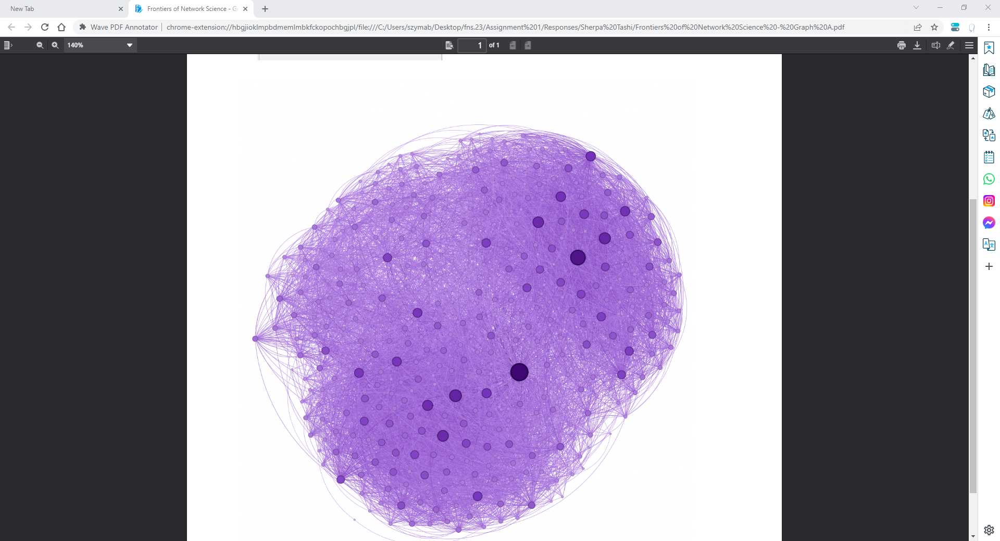 New Tab
Frontiers of Network Science - Gr
Wave PDF Annotator
chrome-extension://hbgjioklmpbdmemlmbkfckopochbgjpl/file:///C:/Users/szymab/Desktop/fns.23/Assignment%201/Responses/Sherpa%20Tashi/Frontiers%20of%20Network%20Science%20-%20Graph%20A.pdf
140%
1 of 1